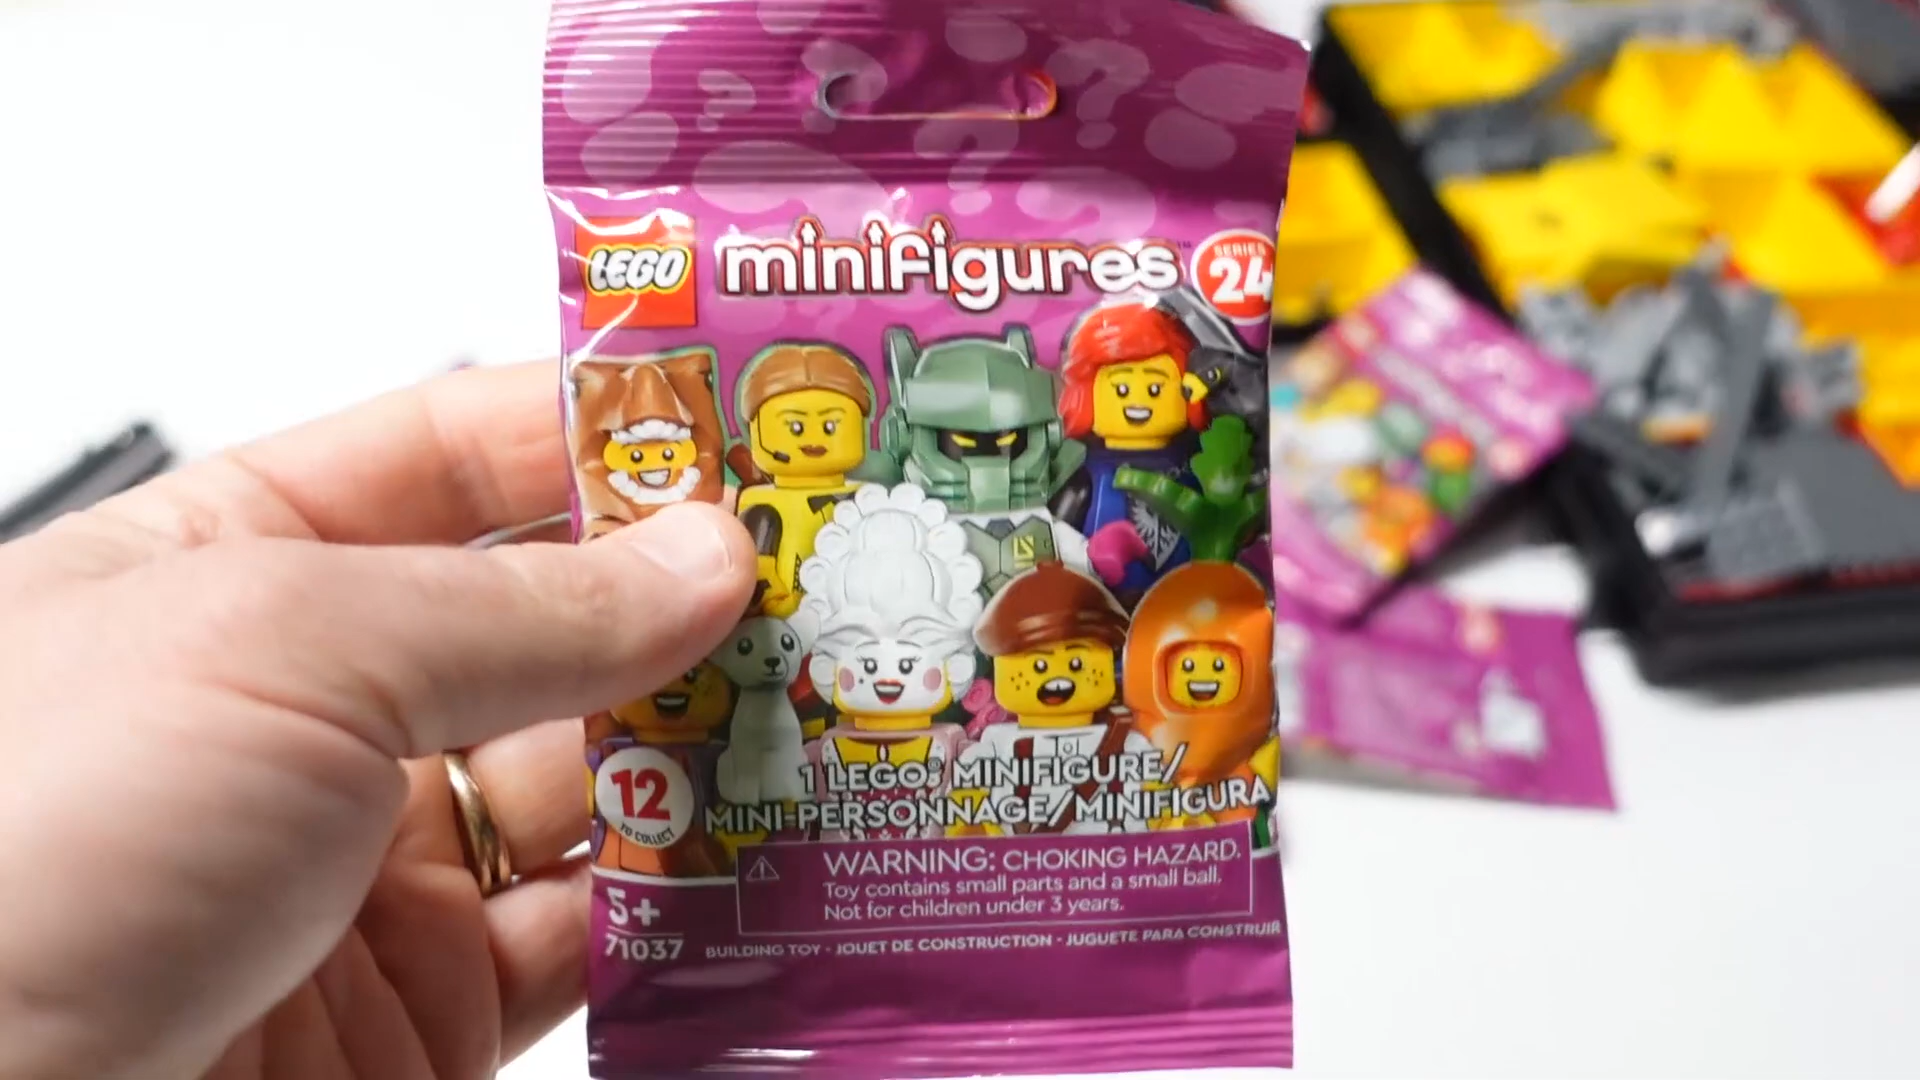 LEGO
minifigures
SERIES
24
12
TO COLLECT
1 LEGO® MINIFIGURE/
MINI-PERSONNAGE/MINIFIGURA
WARNING: CHOKING HAZARD.
Toy contains small parts and a small ball.
Not for children under 3 years.
5+
71037
BUILDING TOY - JOUET DE CONSTRUCTION - JUGUETE PARA CONSTRUIR